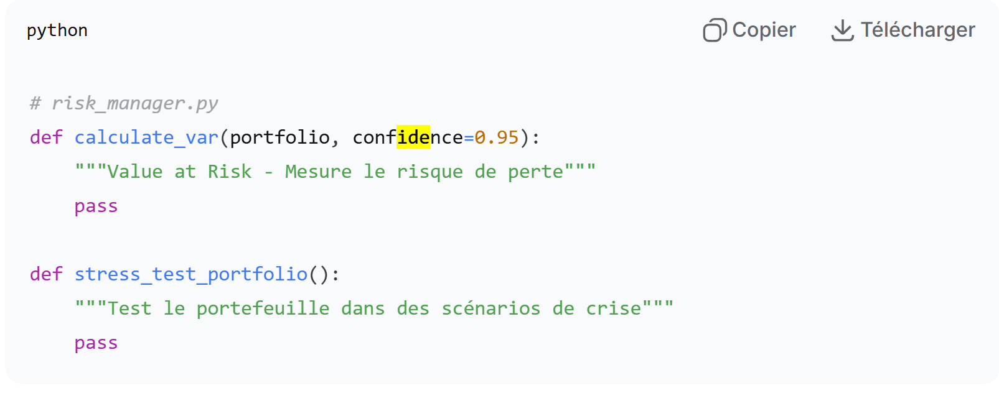 python
Copier
Télécharger
# risk_manager.py
def calculate_var(portfolio, confidence=0.95):
    """Value at Risk - Mesure le risque de perte"""
    pass
def stress_test_portfolio():
    """Test le portefeuille dans des scénarios de crise"""
    pass